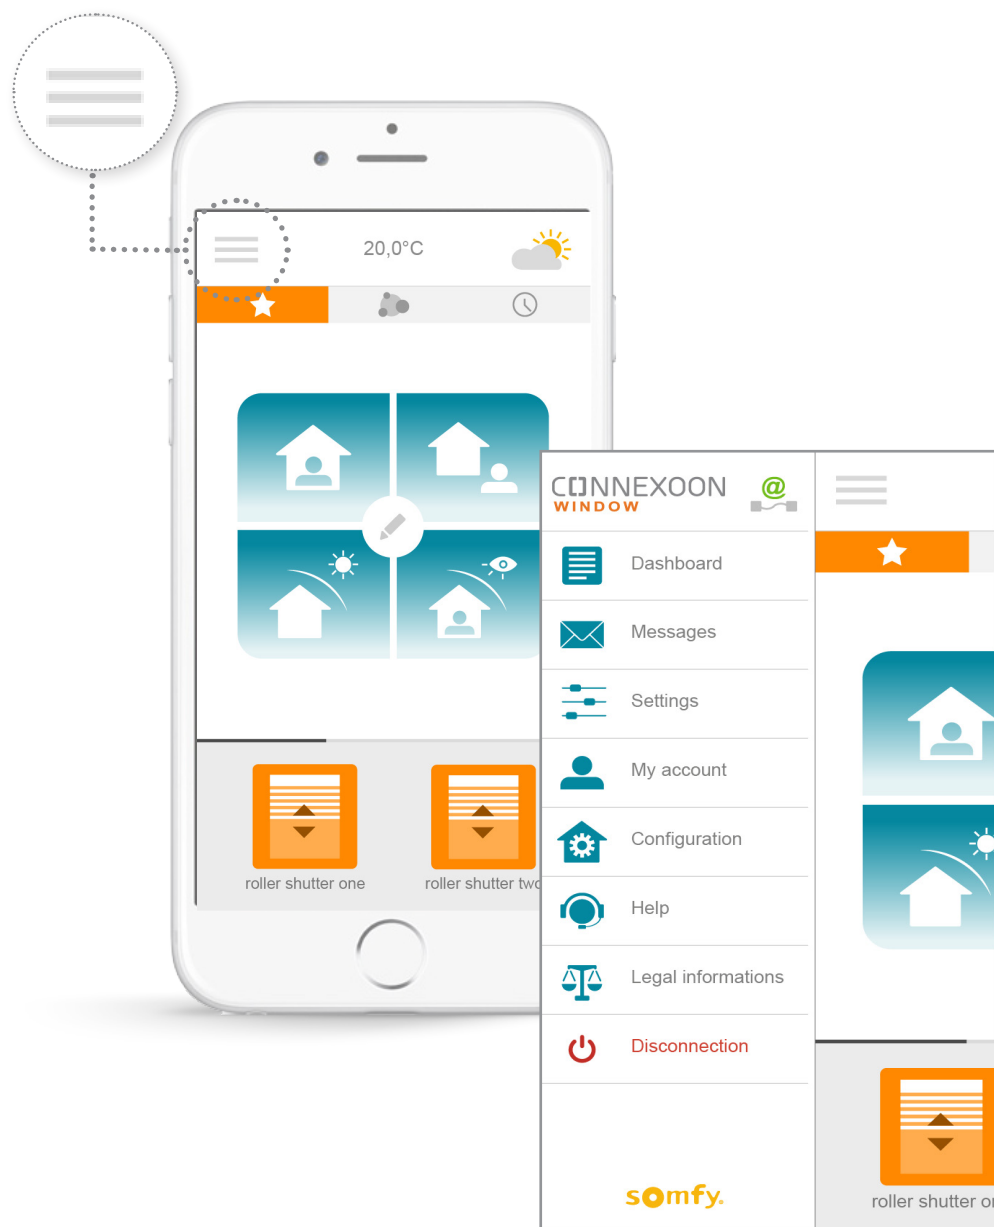 20,0°C
roller shutter one
roller shutter two
CONNEXOON
WINDOW
@
Dashboard
Messages
Settings
My account
Configuration
Help
Legal informations
Disconnection
somfy.
roller shutter on